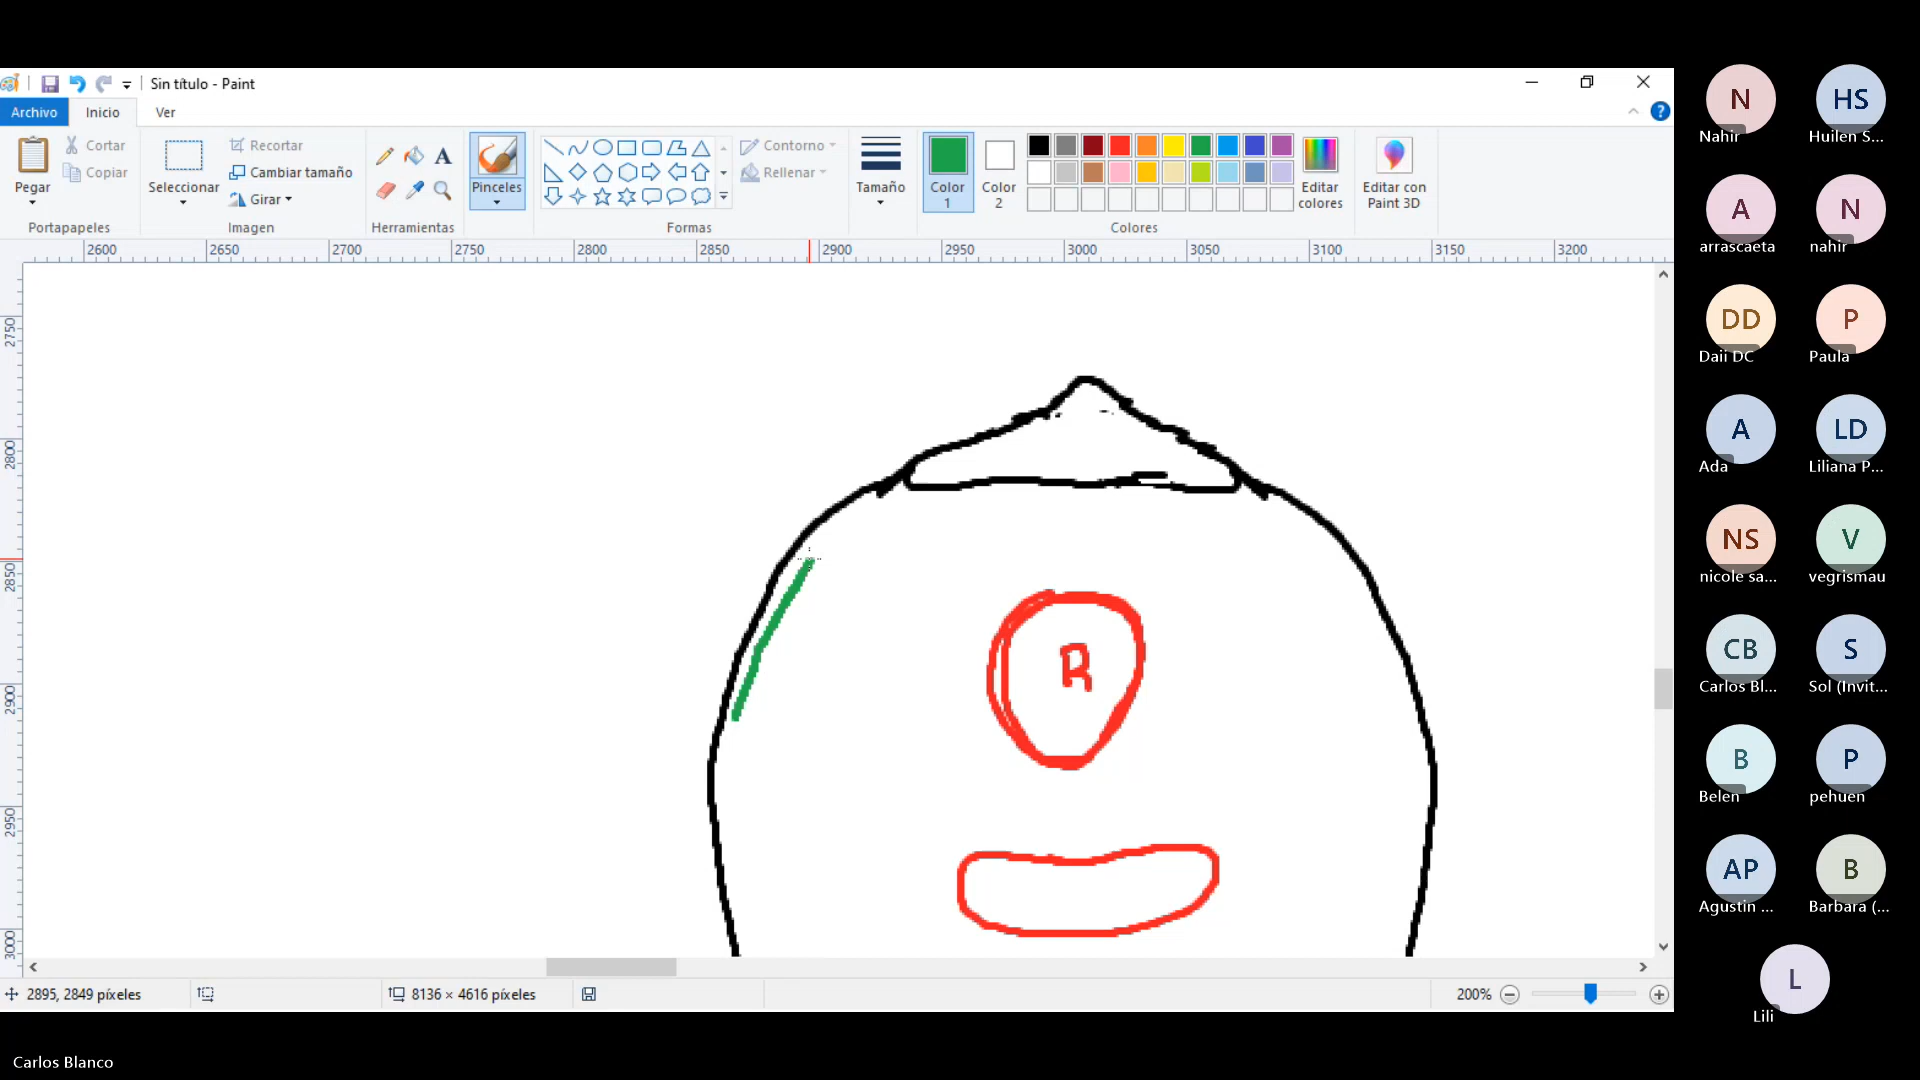 Sin título - Paint
Archivo
Inicio
Ver
Pegar
Cortar
Copiar
Portapapeles
Seleccionar
Recortar
Cambiar tamaño
Girar
Imagen
A
Herramientas
Pinceles
Contorno
Rellenar
Formas
Tamaño
Color
1
Color
2
Editar
colores
Colores
Editar con
Paint 3D
2600
2650
2700
2750
2800
2850
2900
2950
3000
3050
3100
3150
3200
2750
2800
2850
2900
2950
3000
R
2895, 2849 píxeles
8136 × 4616 píxeles
200%
Carlos Blanco
N
Nahir
HS
Huilen S...
A
arrascaeta
N
nahir
DD
Daii DC
P
Paula
A
Ada
LD
Liliana P...
NS
nicole sa...
V
vegrismau
CB
Carlos Bl...
S
Sol (Invit...
B
Belen
P
pehuen
AP
Agustin ...
B
Barbara (...
L
Lili